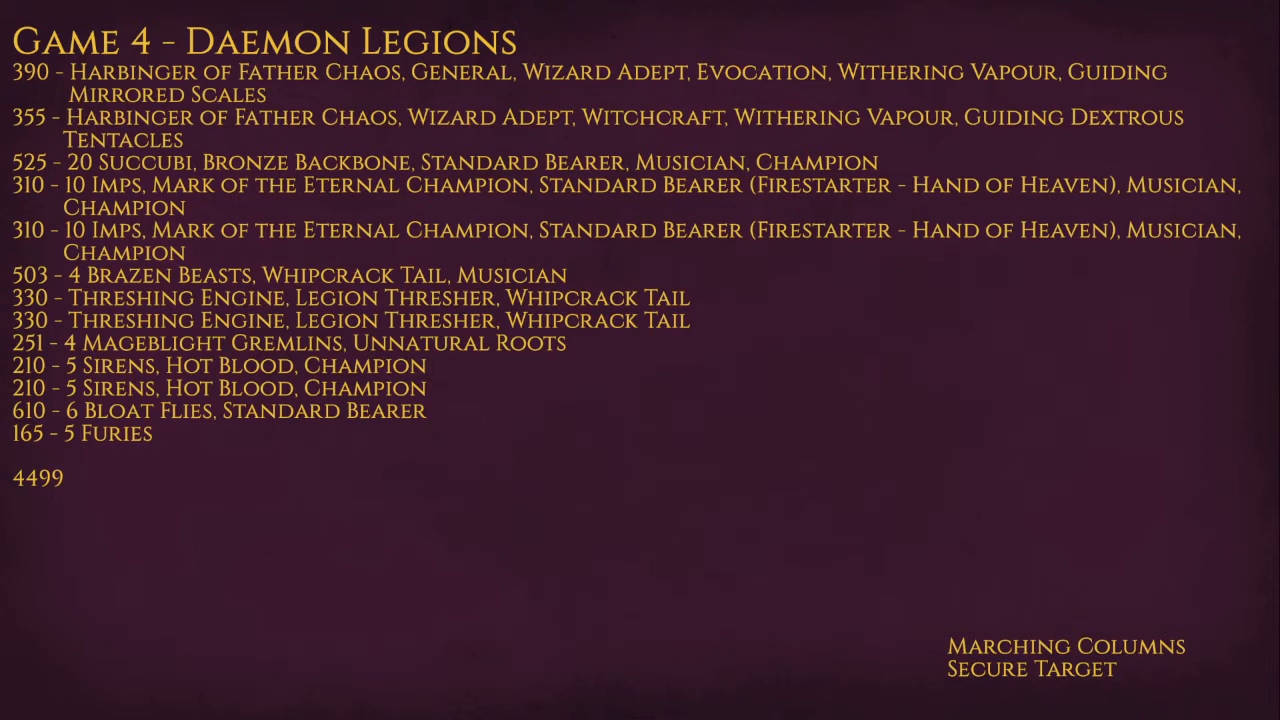 Game 4 - Daemon Legions
390 - Harbinger of Father Chaos, General, Wizard Adept, Evocation, Withering Vapour, Guiding
Mirrored Scales
355 - Harbinger of Father Chaos, Wizard Adept, Witchcraft, Withering Vapour, Guiding Dextrous
Tentacles
525 - 20 Succubi, Bronze Backbone, Standard Bearer, Musician, Champion
310 - 10 Imps, Mark of the Eternal Champion, Standard Bearer (Firestarter - Hand of Heaven), Musician,
Champion
310 - 10 Imps, Mark of the Eternal Champion, Standard Bearer (Firestarter - Hand of Heaven), Musician,
Champion
503 - 4 Brazen Beasts, Whipcrack Tail, Musician
330 - Threshing Engine, Legion Thresher, Whipcrack Tail
330 - Threshing Engine, Legion Thresher, Whipcrack Tail
251 - 4 Mageblight Gremlins, Unnatural Roots
210 - 5 Sirens, Hot Blood, Champion
210 - 5 Sirens, Hot Blood, Champion
610 - 6 Bloat Flies, Standard Bearer
165 - 5 Furies
4499
Marching Columns
Secure Target